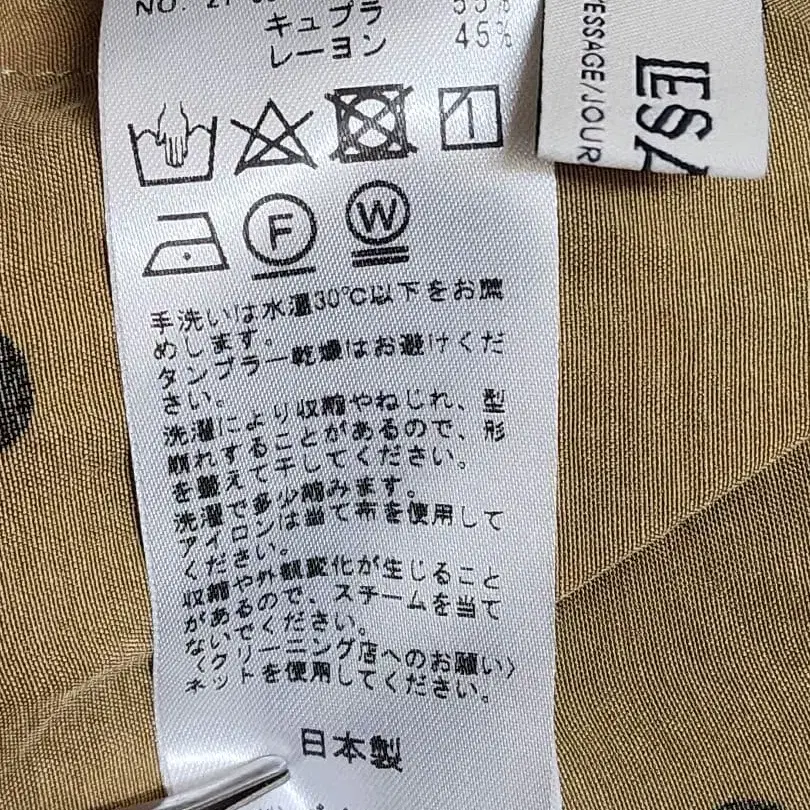 NO. 21
キュプラ 55%
レーヨン 45%
F
W
手洗いは水温30℃以下をお薦
めします。
タンブラー乾燥はお避けくだ
さい。
洗濯により収縮やねじれ、型
崩れすることがあるので、形
を整えて干してください。
洗濯で多少縮みます。
アイロンは当て布を使用して
ください。
収縮や外観変化が生じること
があるので、スチームを当て
ないでください。
〈クリーニング店へのお願い〉
ネットを使用してください。
日本製
ESSAGE/JOUR
LESA